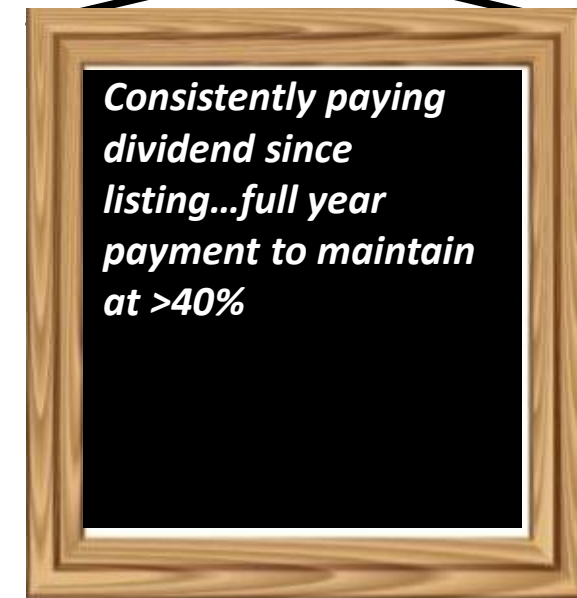 Consistently paying
dividend since
listing…full year
payment to maintain
at >40%